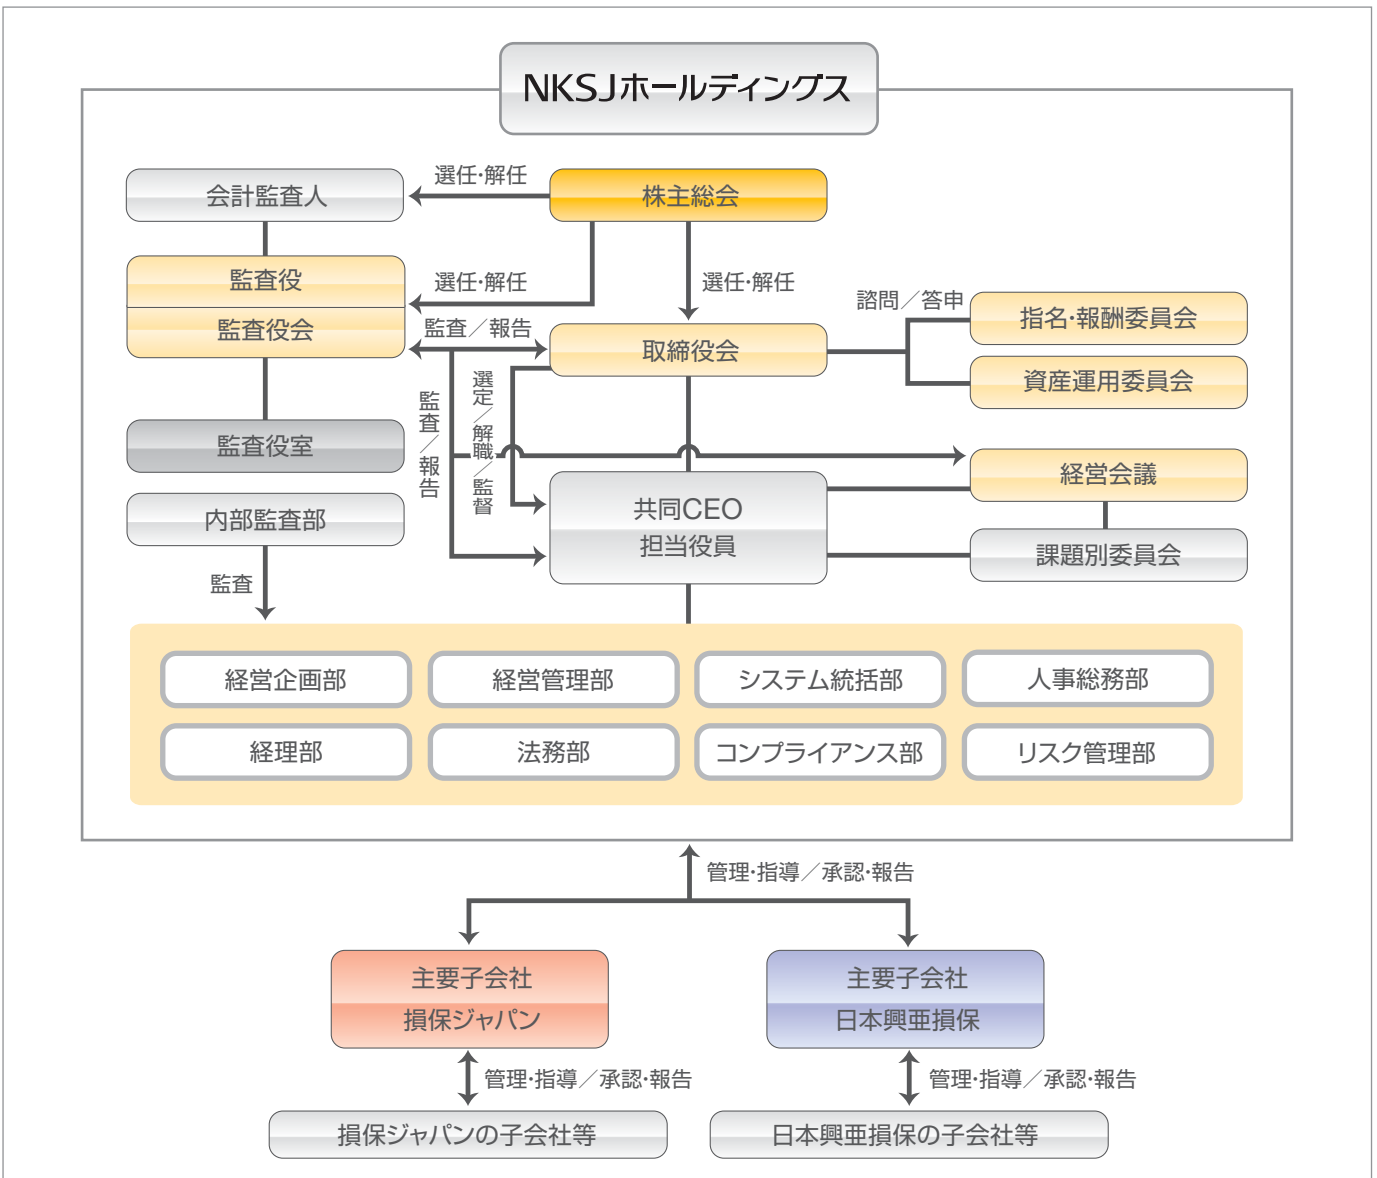 NKSJホールディングス
会計監査人
選任・解任
株主総会
監査役
監査役会
選任・解任
選任・解任
監査／報告
取締役会
諮問／答申
指名・報酬委員会
資産運用委員会
監査／報告
選定／解職／監督
監査役室
経営会議
内部監査部
共同CEO
担当役員
課題別委員会
監査
経営企画部
経営管理部
システム統括部
人事総務部
経理部
法務部
コンプライアンス部
リスク管理部
管理・指導／承認・報告
主要子会社
損保ジャパン
主要子会社
日本興亜損保
管理・指導／承認・報告
管理・指導／承認・報告
損保ジャパンの子会社等
日本興亜損保の子会社等